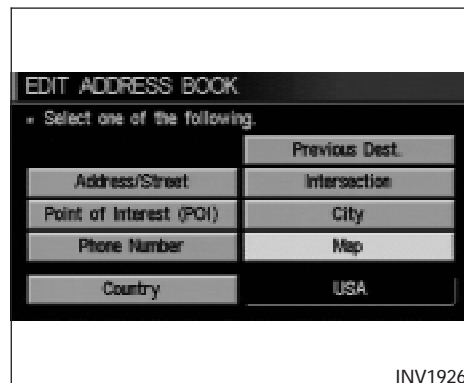 EDIT ADDRESS BOOK
Select one of the following.
Previous Dest.
Address/Street Intersection
Point of Interest (POI) City
Phone Number Map
Country USA
INV1926